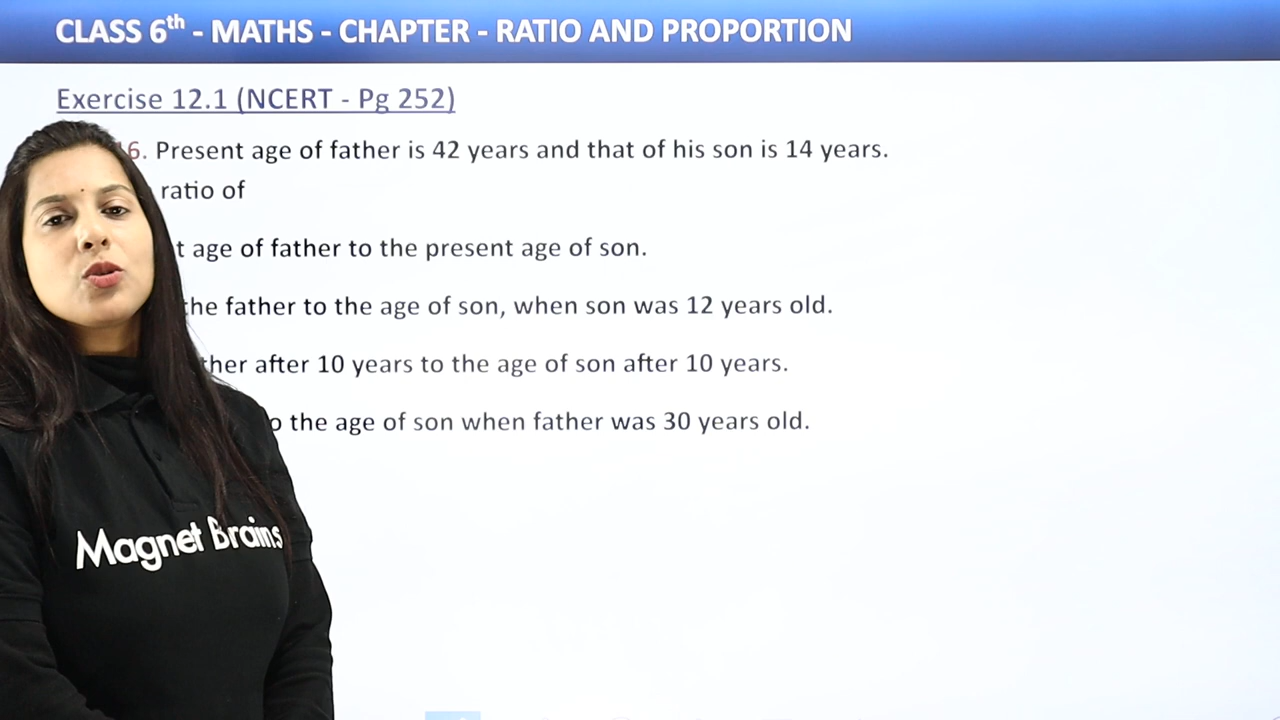 CLASS 6th - MATHS - CHAPTER - RATIO AND PROPORTION
Exercise 12.1 (NCERT - Pg 252)
6. Present age of father is 42 years and that of his son is 14 years.
ratio of
age of father to the present age of son.
the father to the age of son, when son was 12 years old.
after 10 years to the age of son after 10 years.
the age of son when father was 30 years old.
Magnet Brains